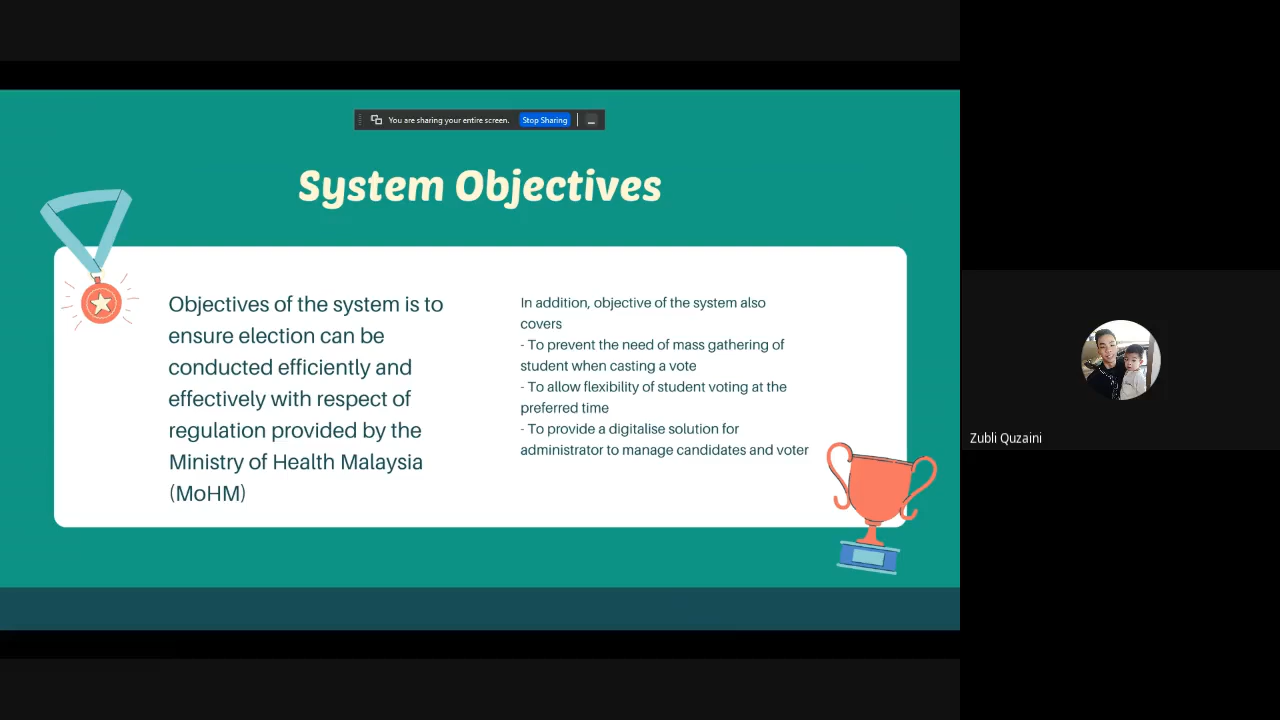 You are sharing your entire screen.
Stop Sharing
System Objectives
Objectives of the system is to
ensure election can be
conducted efficiently and
effectively with respect of
regulation provided by the
Ministry of Health Malaysia
(MoHM)
In addition, objective of the system also
covers
- To prevent the need of mass gathering of
student when casting a vote
- To allow flexibility of student voting at the
preferred time
- To provide a digitalise solution for
administrator to manage candidates and voter
Zubli Quzaini